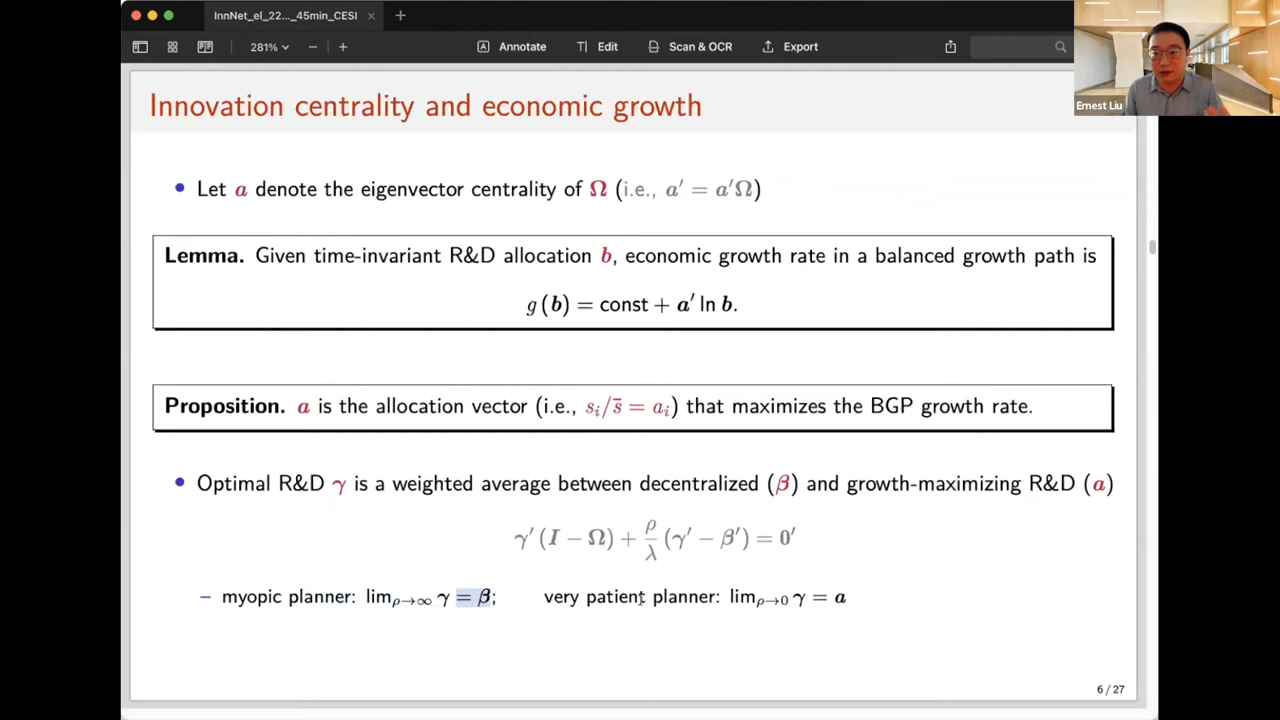 InnNet_el_22..._45min_CESI
281%
Annotate
Edit
Scan & OCR
Export
Ernest Liu
Innovation centrality and economic growth
• Let a denote the eigenvector centrality of Ω (i.e., a′ = a′Ω)
Lemma. Given time-invariant R&D allocation b, economic growth rate in a balanced growth path is
g (b) = const + a′ ln b.
Proposition. a is the allocation vector (i.e., sᵢ/s̄ = aᵢ) that maximizes the BGP growth rate.
• Optimal R&D γ is a weighted average between decentralized (β) and growth-maximizing R&D (a)
γ′ (I − Ω) + ρ/λ (γ′ − β′) = 0′
– myopic planner: lim_{ρ→∞} γ = β; very patient planner: lim_{ρ→0} γ = a
6 / 27